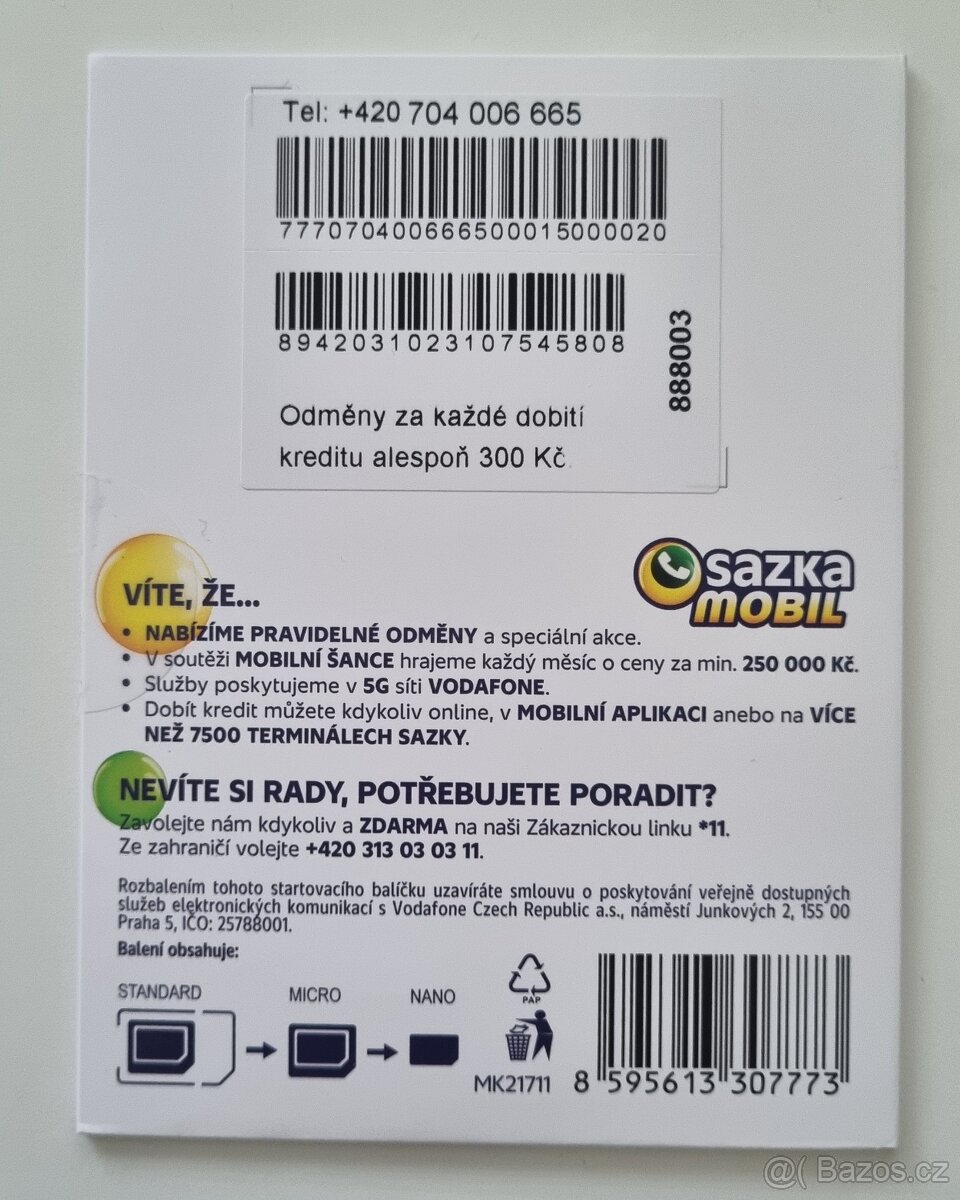 Tel: +420 704 006 665
77707040066650001 5000020
8942031023107545808
888003
Odměny za každé dobití
kreditu alespoň 300 Kč.
sazka
MOBIL
VÍTE, ŽE...
• NABÍZÍME PRAVIDELNÉ ODMĚNY a speciální akce.
• V soutěži MOBILNÍ ŠANCE hrajeme každý měsíc o ceny za min. 250 000 Kč.
• Služby poskytujeme v 5G síti VODAFONE.
• Dobít kredit můžete kdykoliv online, v MOBILNÍ APLIKACI anebo na VÍCE
NEŽ 7500 TERMINÁLECH SAZKY.
NEVÍTE SI RADY, POTŘEBUJETE PORADIT?
Zavolejte nám kdykoliv a ZDARMA na naši Zákaznickou linku *11.
Ze zahraničí volejte +420 313 03 03 11.
Rozbalením tohoto startovacího balíčku uzavíráte smlouvu o poskytování veřejně dostupných
služeb elektronických komunikací s Vodafone Czech Republic a.s., náměstí Junkových 2, 155 00
Praha 5, IČO: 25788001.
Balení obsahuje:
STANDARD
MICRO
NANO
PAP
MK21711
8 595613 307773
@( Bazos.cz